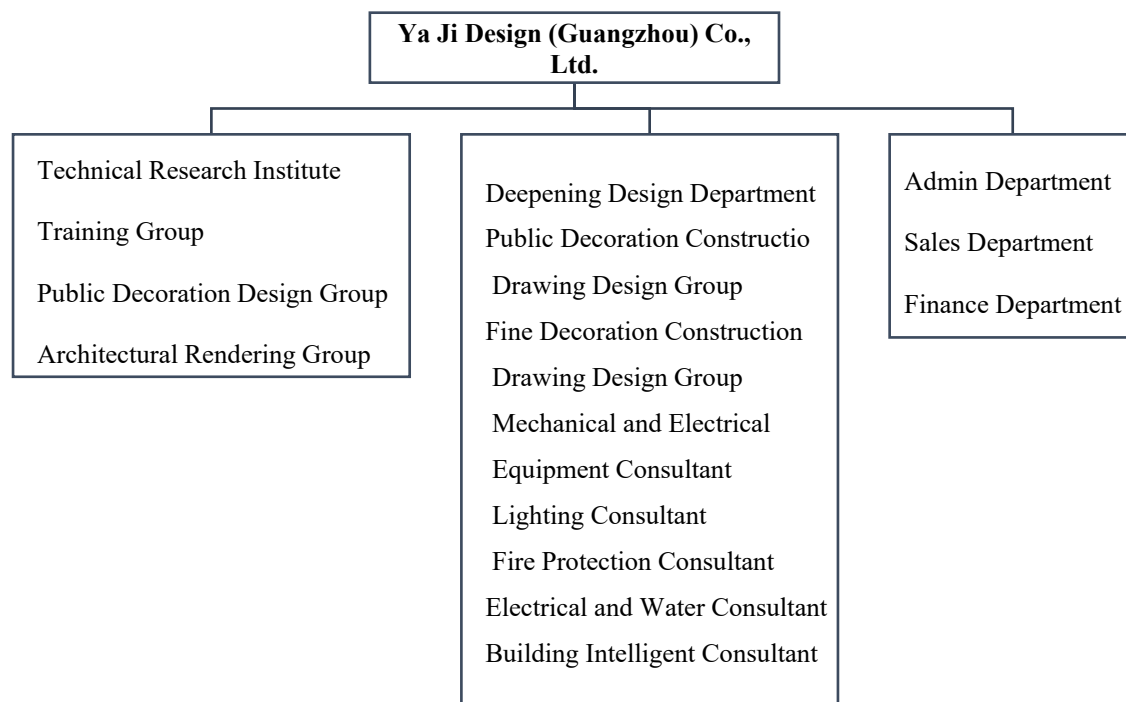 Ya Ji Design (Guangzhou) Co.,
Ltd.
Technical Research Institute
Training Group
Public Decoration Design Group
Architectural Rendering Group
Deepening Design Department
Public Decoration Constructio
Drawing Design Group
Fine Decoration Construction
Drawing Design Group
Mechanical and Electrical
Equipment Consultant
Lighting Consultant
Fire Protection Consultant
Electrical and Water Consultant
Building Intelligent Consultant
Admin Department
Sales Department
Finance Department